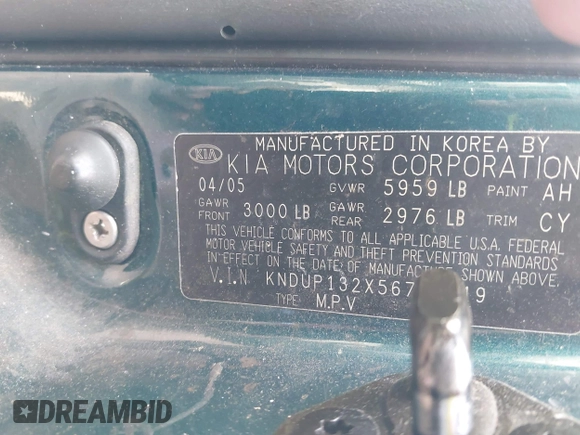 MANUFACTURED IN KOREA BY
KIA KIA MOTORS CORPORATION
04/05 GVWR 5959 LB PAINT AH
GAWR FRONT 3000 LB GAWR REAR 2976 LB TRIM CY
THIS VEHICLE CONFORMS TO ALL APPLICABLE U.S.A. FEDERAL
MOTOR VEHICLE SAFETY AND THEFT PREVENTION STANDARDS
IN EFFECT ON THE DATE OF MANUFACTURE SHOWN ABOVE.
V.I.N
TYPE M.P.V
DREAMBID